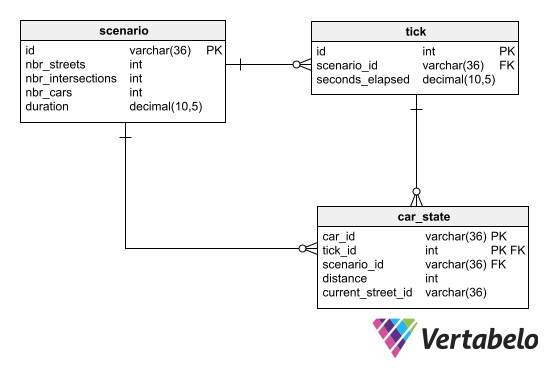 scenario
id varchar(36) PK
nbr_streets int
nbr_intersections int
nbr_cars int
duration decimal(10,5)
tick
id int PK
scenario_id varchar(36) FK
seconds_elapsed decimal(10,5)
car_state
car_id varchar(36) PK
tick_id int PK FK
scenario_id varchar(36) FK
distance int
current_street_id varchar(36)
Vertabelo